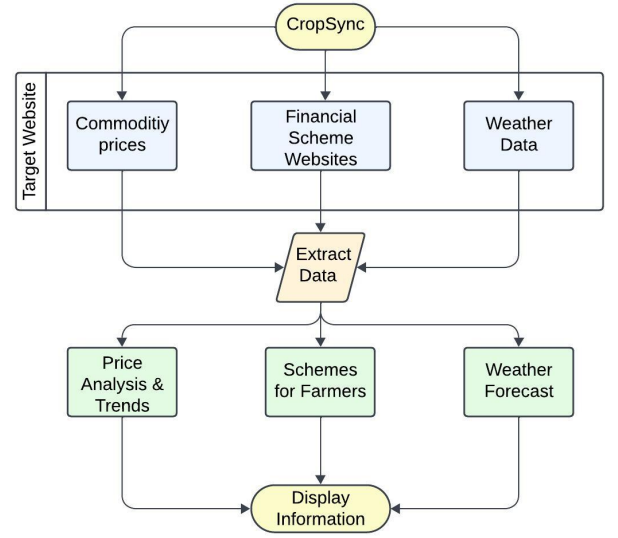 CropSync
Target Website
Commoditiy
prices
Financial
Scheme
Websites
Weather
Data
Extract
Data
Price
Analysis &
Trends
Schemes
for Farmers
Weather
Forecast
Display
Information